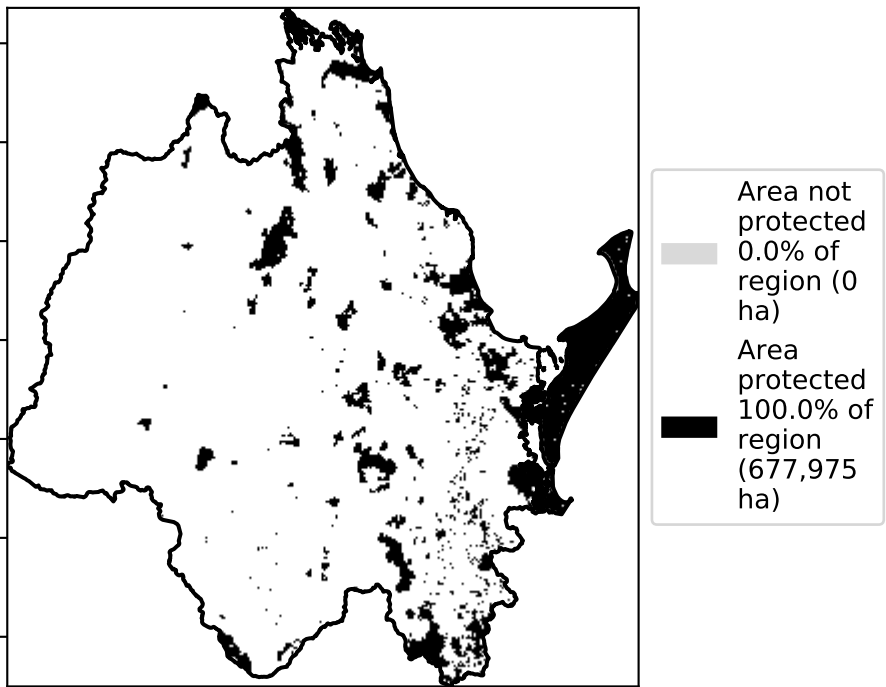 Area not
protected
0.0% of
region (0
ha)
Area
protected
100.0% of
region
(677,975
ha)